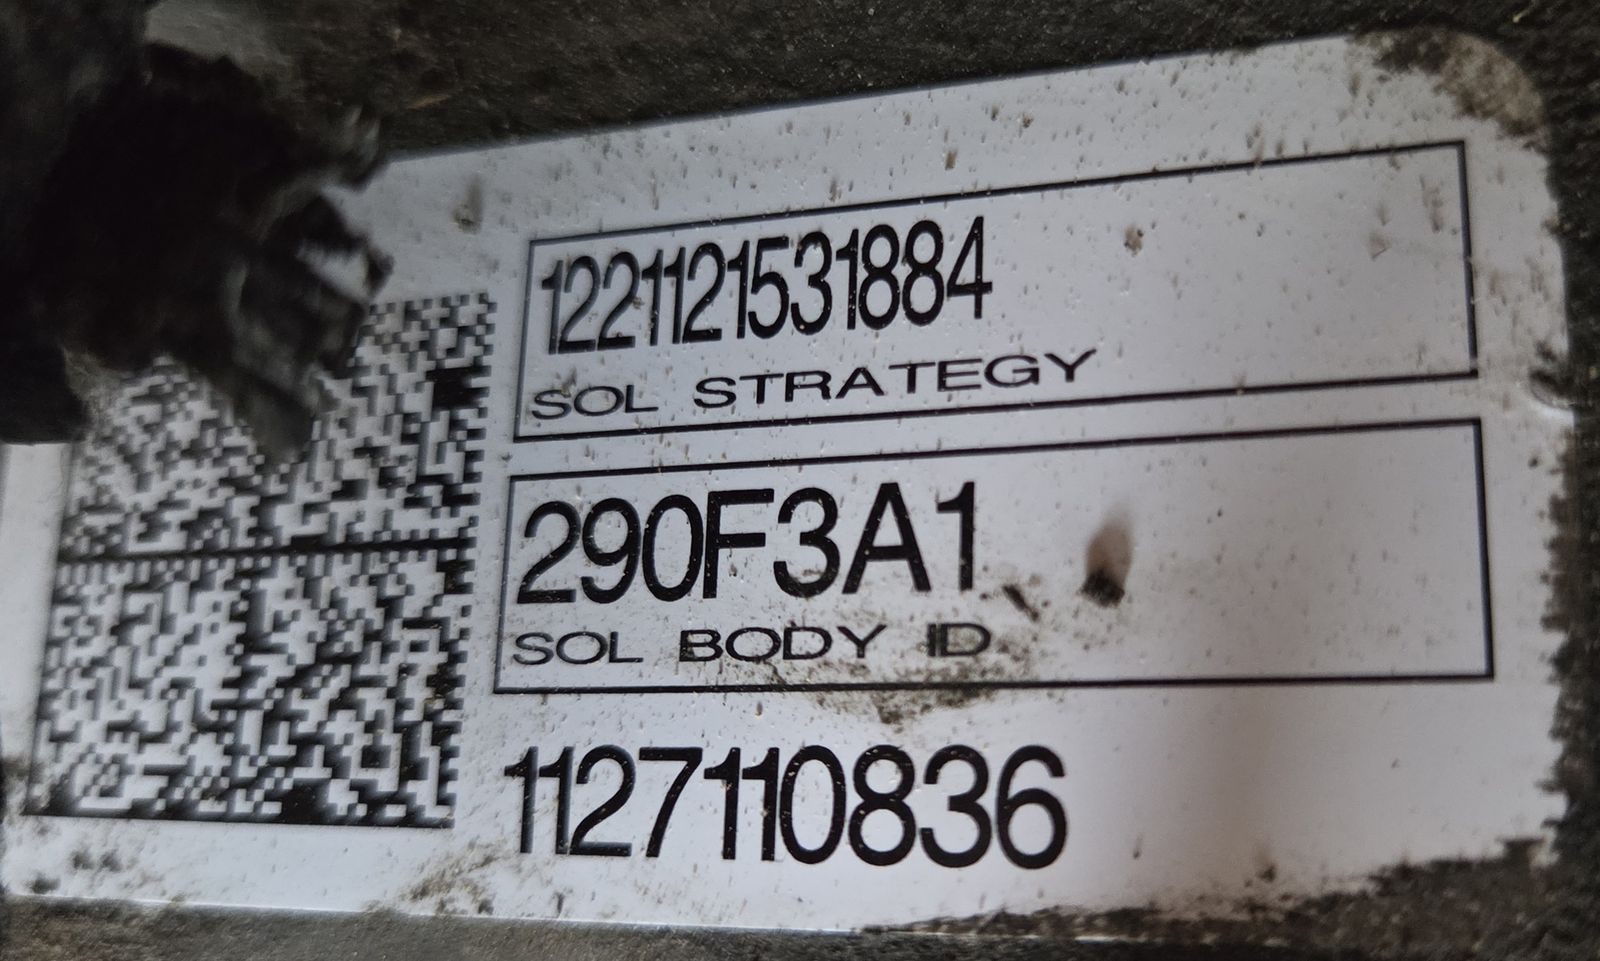 1221121531884
SOL STRATEGY
290F3A1
SOL BODY ID
1127110836